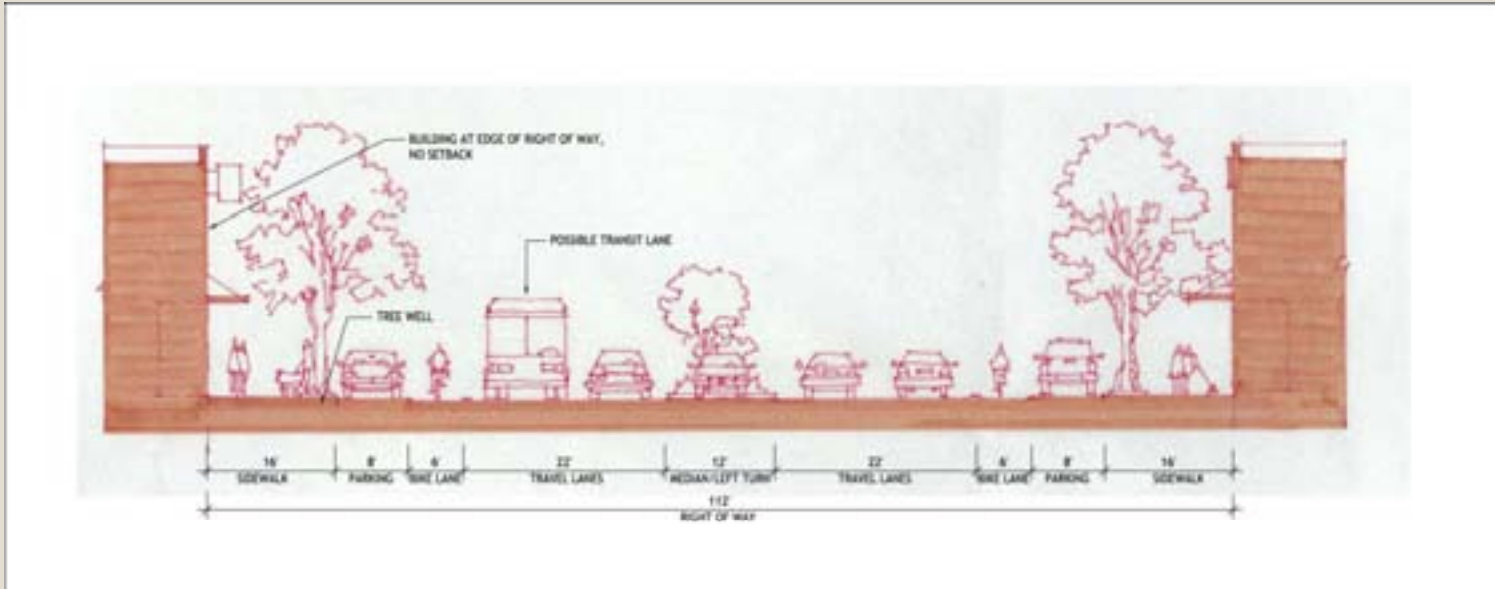 BUILDING AT EDGE OF RIGHT OF WAY,
NO SETBACK
POSSIBLE TRANSIT LANE
TREE WELL
16' 8' 6' 22' 12' 22' 6' 8' 16'
SIDEWALK PARKING BIKE LANE TRAVEL LANES MEDIAN/LEFT TURN TRAVEL LANES BIKE LANE PARKING SIDEWALK
112'
RIGHT OF WAY